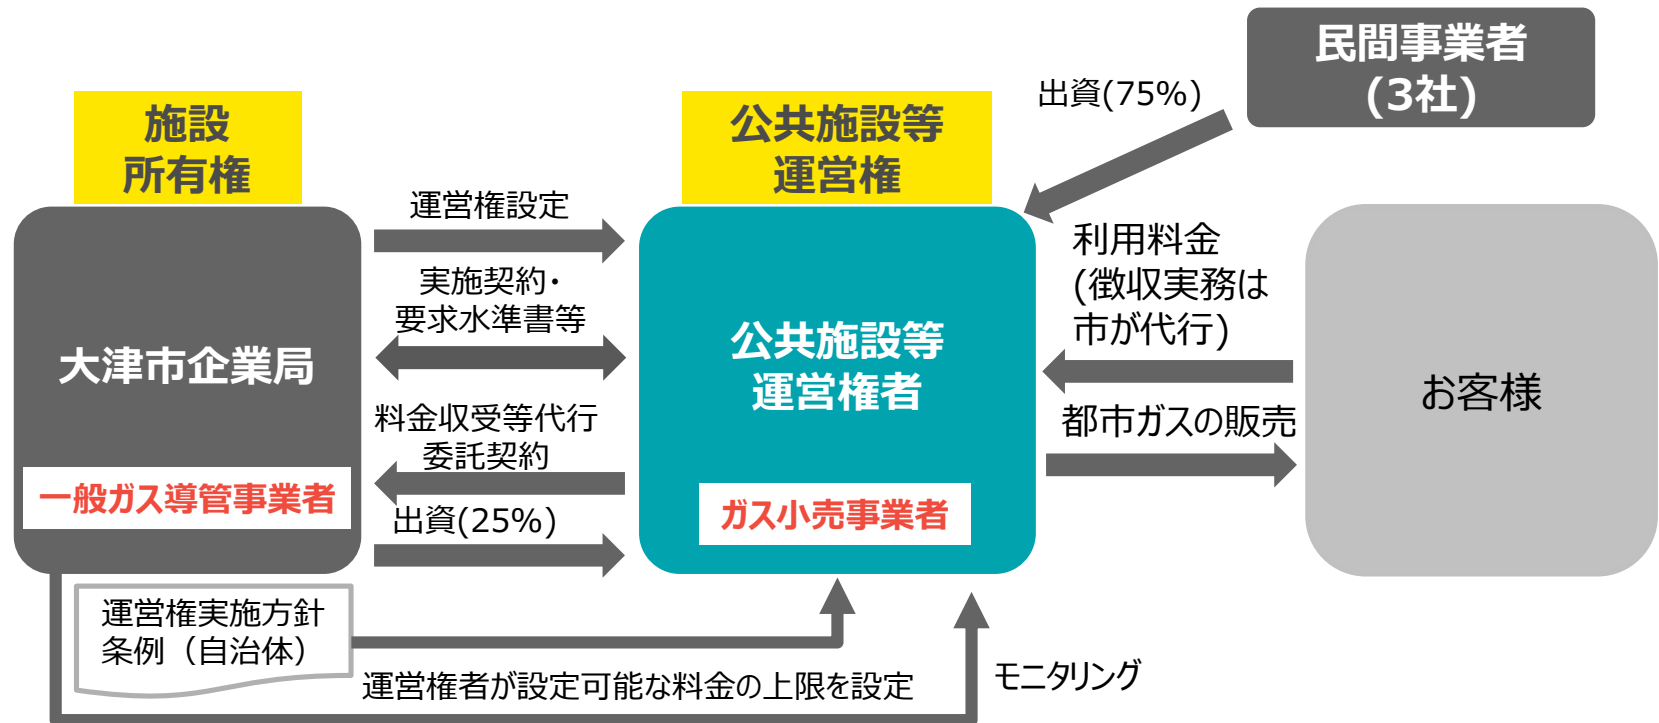 民間事業者
(3社)
出資(75%)
施設
所有権
公共施設等
運営権
運営権設定
実施契約・
要求水準書等
大津市企業局
料金収受等代行
委託契約
一般ガス導管事業者
出資(25%)
公共施設等
運営権者
ガス小売事業者
利用料金
(徴収実務は
市が代行)
都市ガスの販売
お客様
運営権実施方針
条例（自治体）
運営権者が設定可能な料金の上限を設定
モニタリング